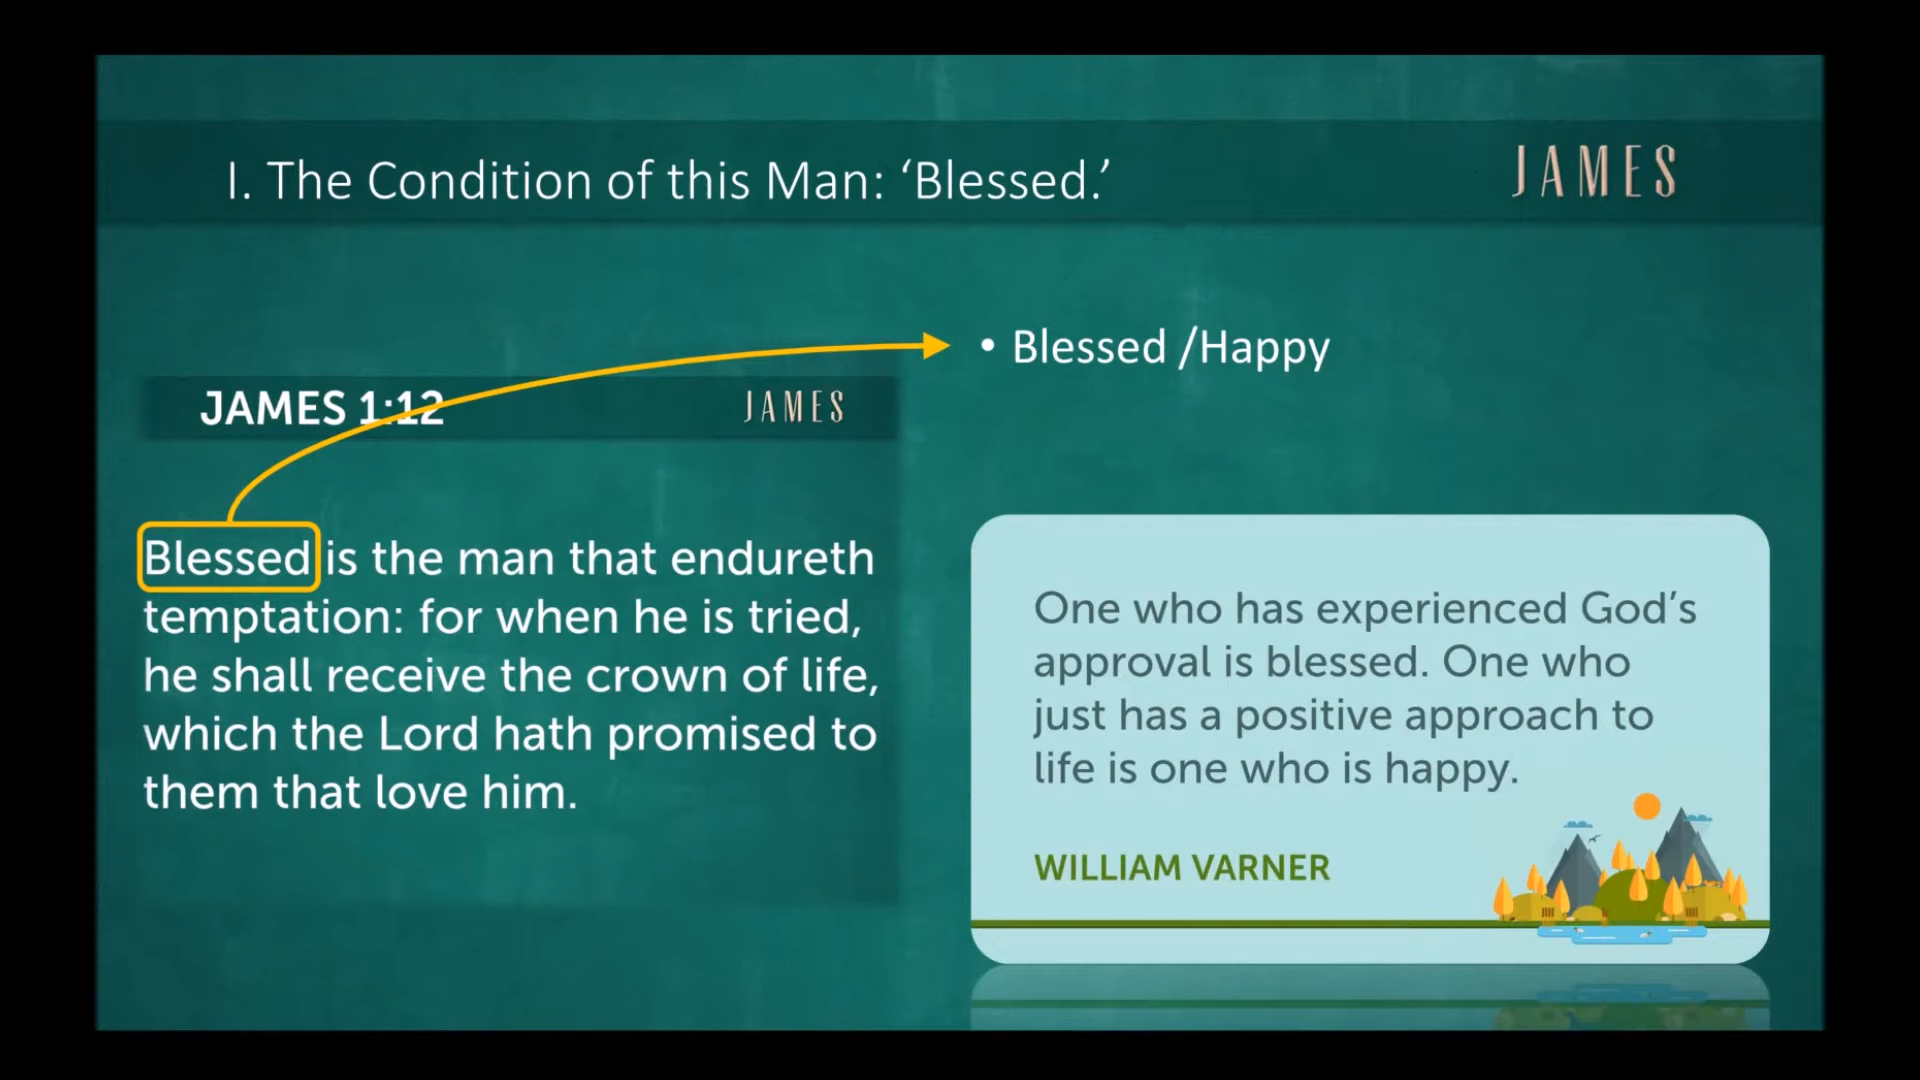 I. The Condition of this Man: ‘Blessed.’
JAMES
• Blessed /Happy
JAMES 1:12
JAMES
Blessed is the man that endureth
temptation: for when he is tried,
he shall receive the crown of life,
which the Lord hath promised to
them that love him.
One who has experienced God’s
approval is blessed. One who
just has a positive approach to
life is one who is happy.
WILLIAM VARNER